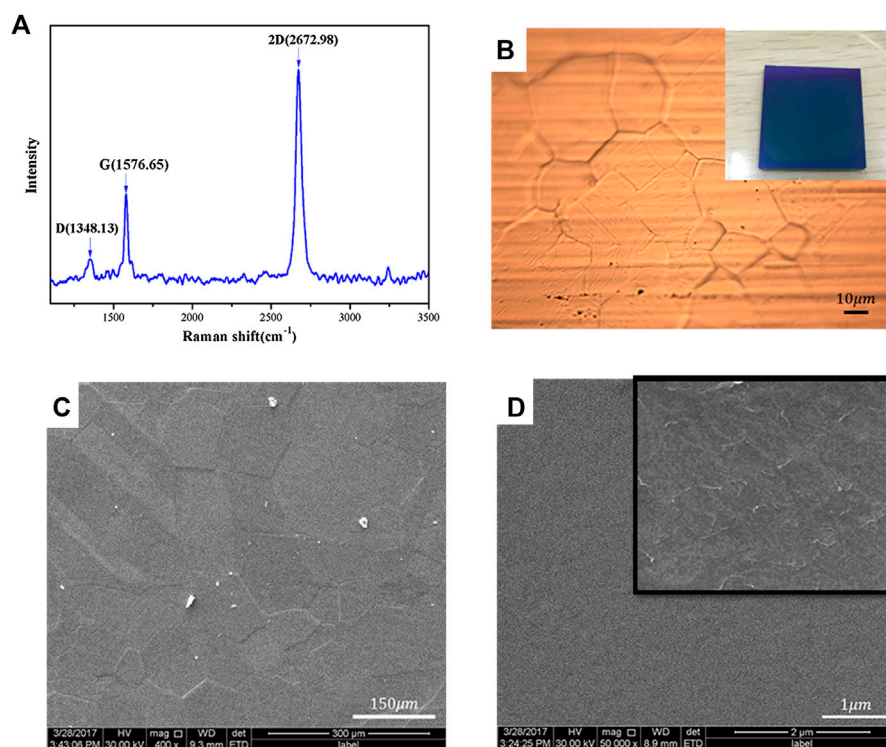 A
2D(2672.98)
G(1576.65)
D(1348.13)
Intensity
1500 2000 2500 3000 3500
Raman shift(cm⁻¹)
B
10μm
C
150μm
3/28/2017 HV mag □ WD det 300 μm
3:43:06 PM 30.00 kV 400 x 9.3 mm ETD label
D
1μm
3/28/2017 HV mag □ WD det 2 μm
3:24:25 PM 30.00 kV 50 000 x 8.9 mm ETD label